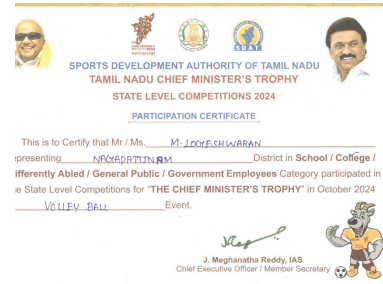 SDAT
SPORTS DEVELOPMENT AUTHORITY OF TAMIL NADU
TAMIL NADU CHIEF MINISTER'S TROPHY
STATE LEVEL COMPETITIONS 2024
PARTICIPATION CERTIFICATE
This is to Certify that Mr / Ms. M. LOGESHWARAN
epresenting NAGAPATTINAM District in School / College /
ifferently Abled / General Public / Government Employees Category participated in
e State Level Competitions for "THE CHIEF MINISTER'S TROPHY" in October 2024
VOLLEY BALL Event.
J. Meghanatha Reddy, IAS
Chief Executive Officer / Member Secretary